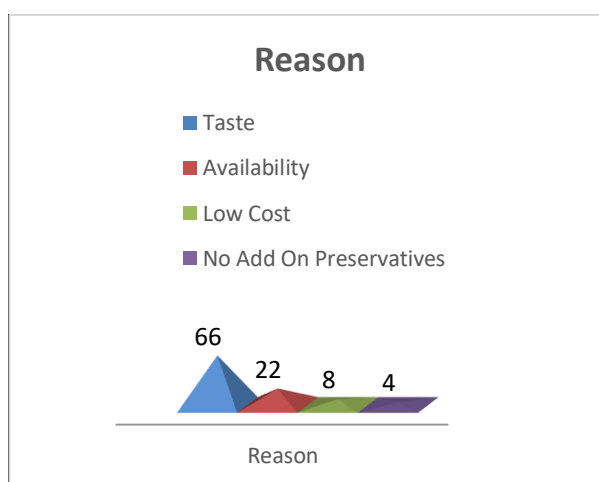 Reason
Taste
Availability
Low Cost
No Add On Preservatives
66
22
8
4
Reason